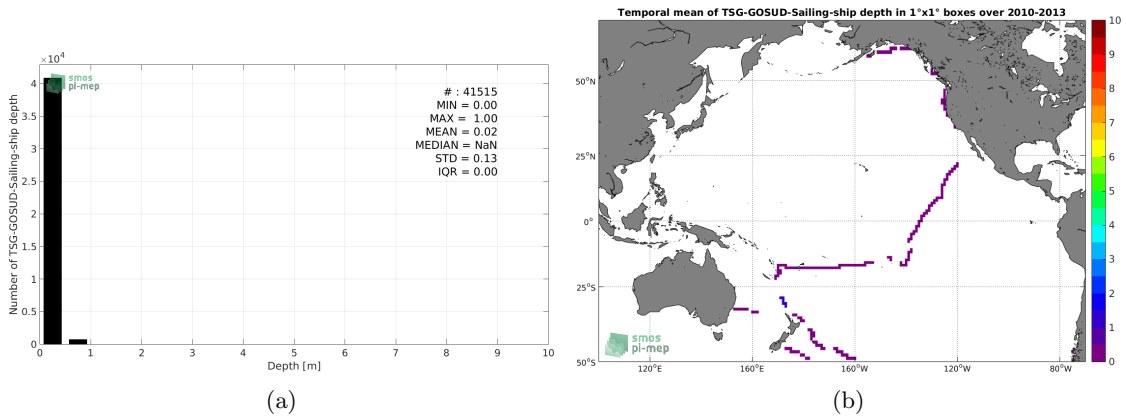 ×10⁴
4
3.5
3
2.5
2
1.5
1
0.5
0
Number of TSG-GOSUD-Sailing-ship depth
smos
pi-mep
# : 41515
MIN = 0.00
MAX = 1.00
MEAN = 0.02
MEDIAN = NaN
STD = 0.13
IQR = 0.00
0 1 2 3 4 5 6 7 8 9 10
Depth [m]
(a)
Temporal mean of TSG-GOSUD-Sailing-ship depth in 1°x1° boxes over 2010-2013
50°N
25°N
0°
25°S
50°S
smos
pi-mep
120°E 160°E 160°W 120°W 80°W
10
9
8
7
6
5
4
3
2
1
0
(b)